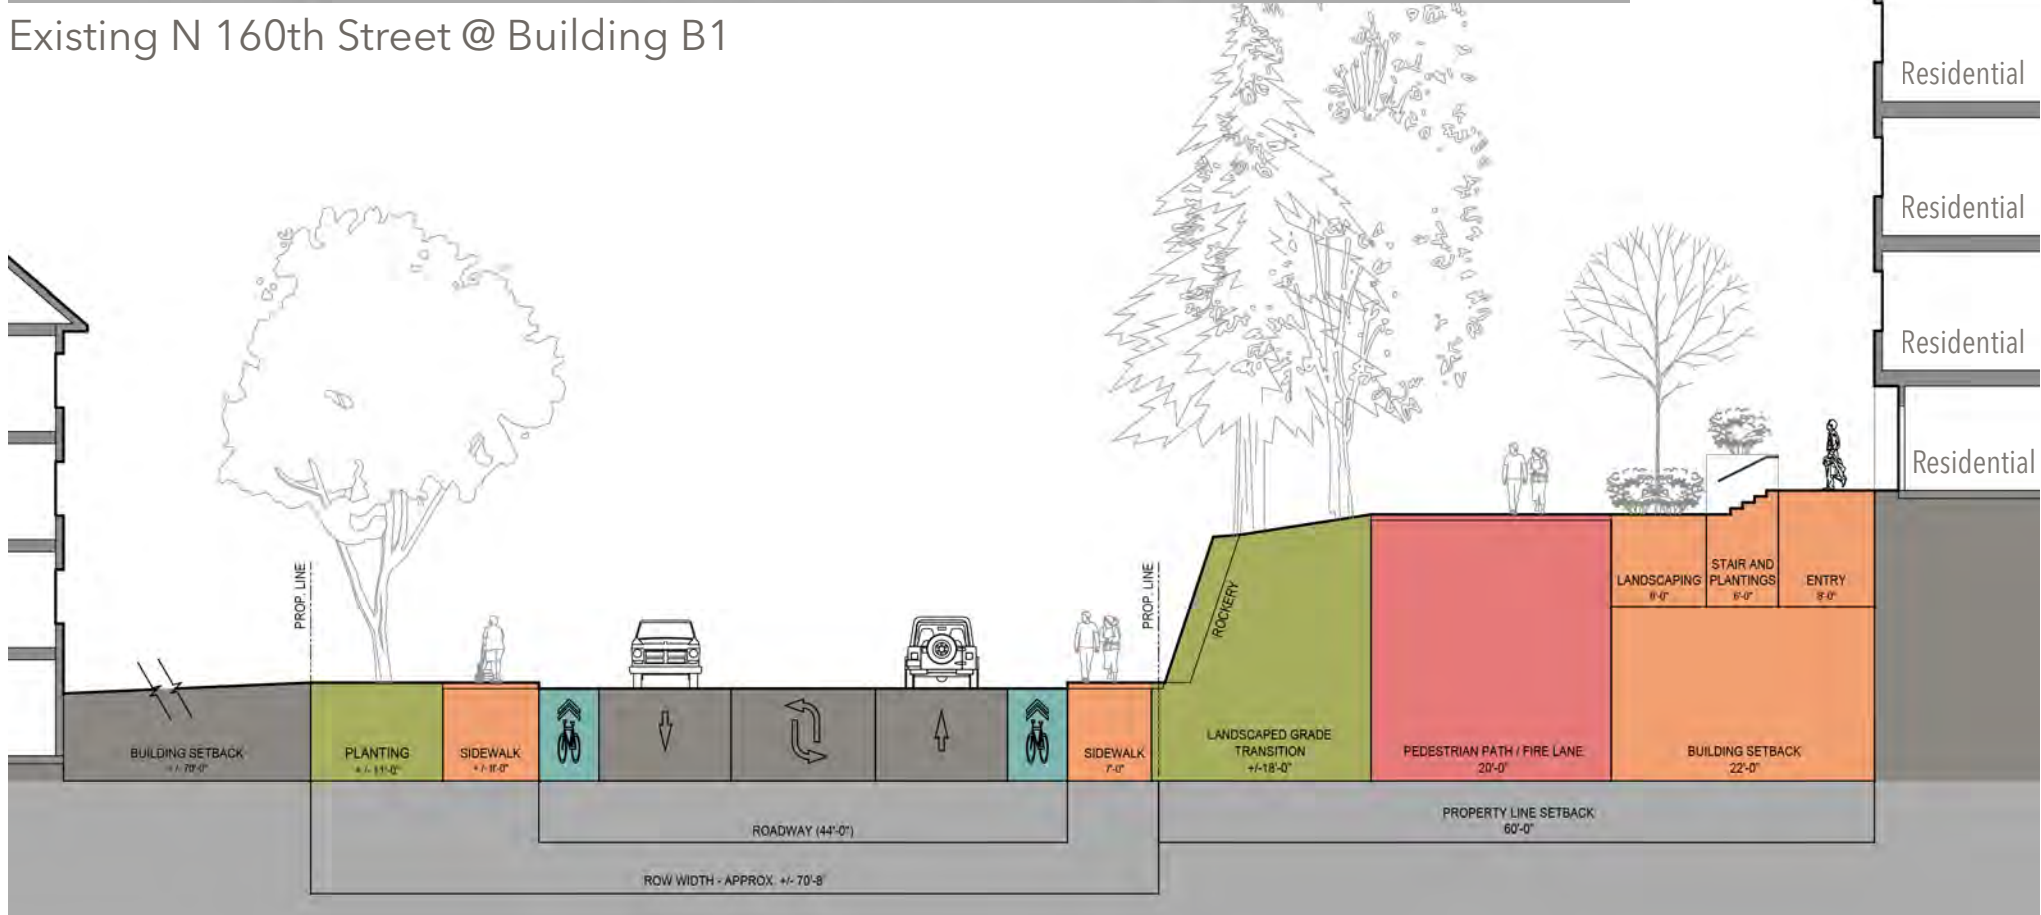 Existing N 160th Street @ Building B1
Residential
Residential
Residential
Residential
PROP. LINE
PROP. LINE
ROCKERY
LANDSCAPING
STAIR AND
PLANTINGS
6'-0"
ENTRY
8'-0"
BUILDING SETBACK
+/- 70'-0"
PLANTING
+/- 11'-0"
SIDEWALK
SIDEWALK
7'-0"
LANDSCAPED GRADE
TRANSITION
+/-18'-0"
PEDESTRIAN PATH / FIRE LANE
20'-0"
BUILDING SETBACK
22'-0"
ROADWAY (44'-0")
PROPERTY LINE SETBACK
60'-0"
ROW WIDTH - APPROX. +/- 70'-8"